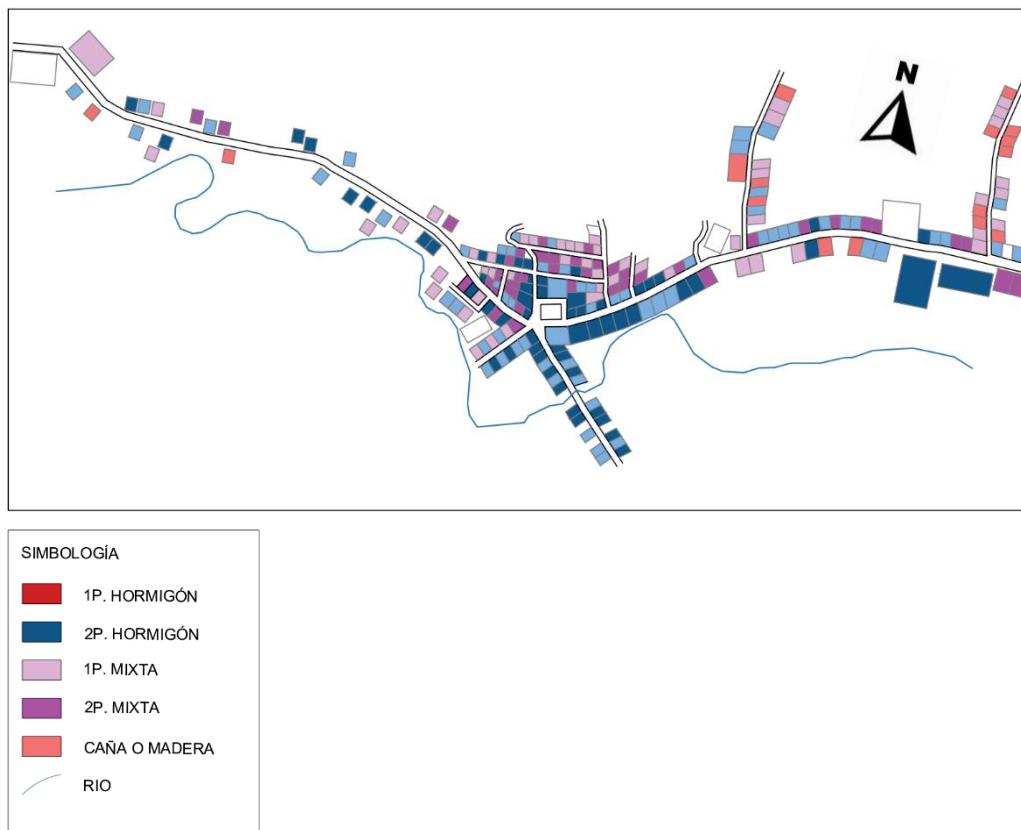 N
SIMBOLOGÍA
1P. HORMIGÓN
2P. HORMIGÓN
1P. MIXTA
2P. MIXTA
CAÑA O MADERA
RIO